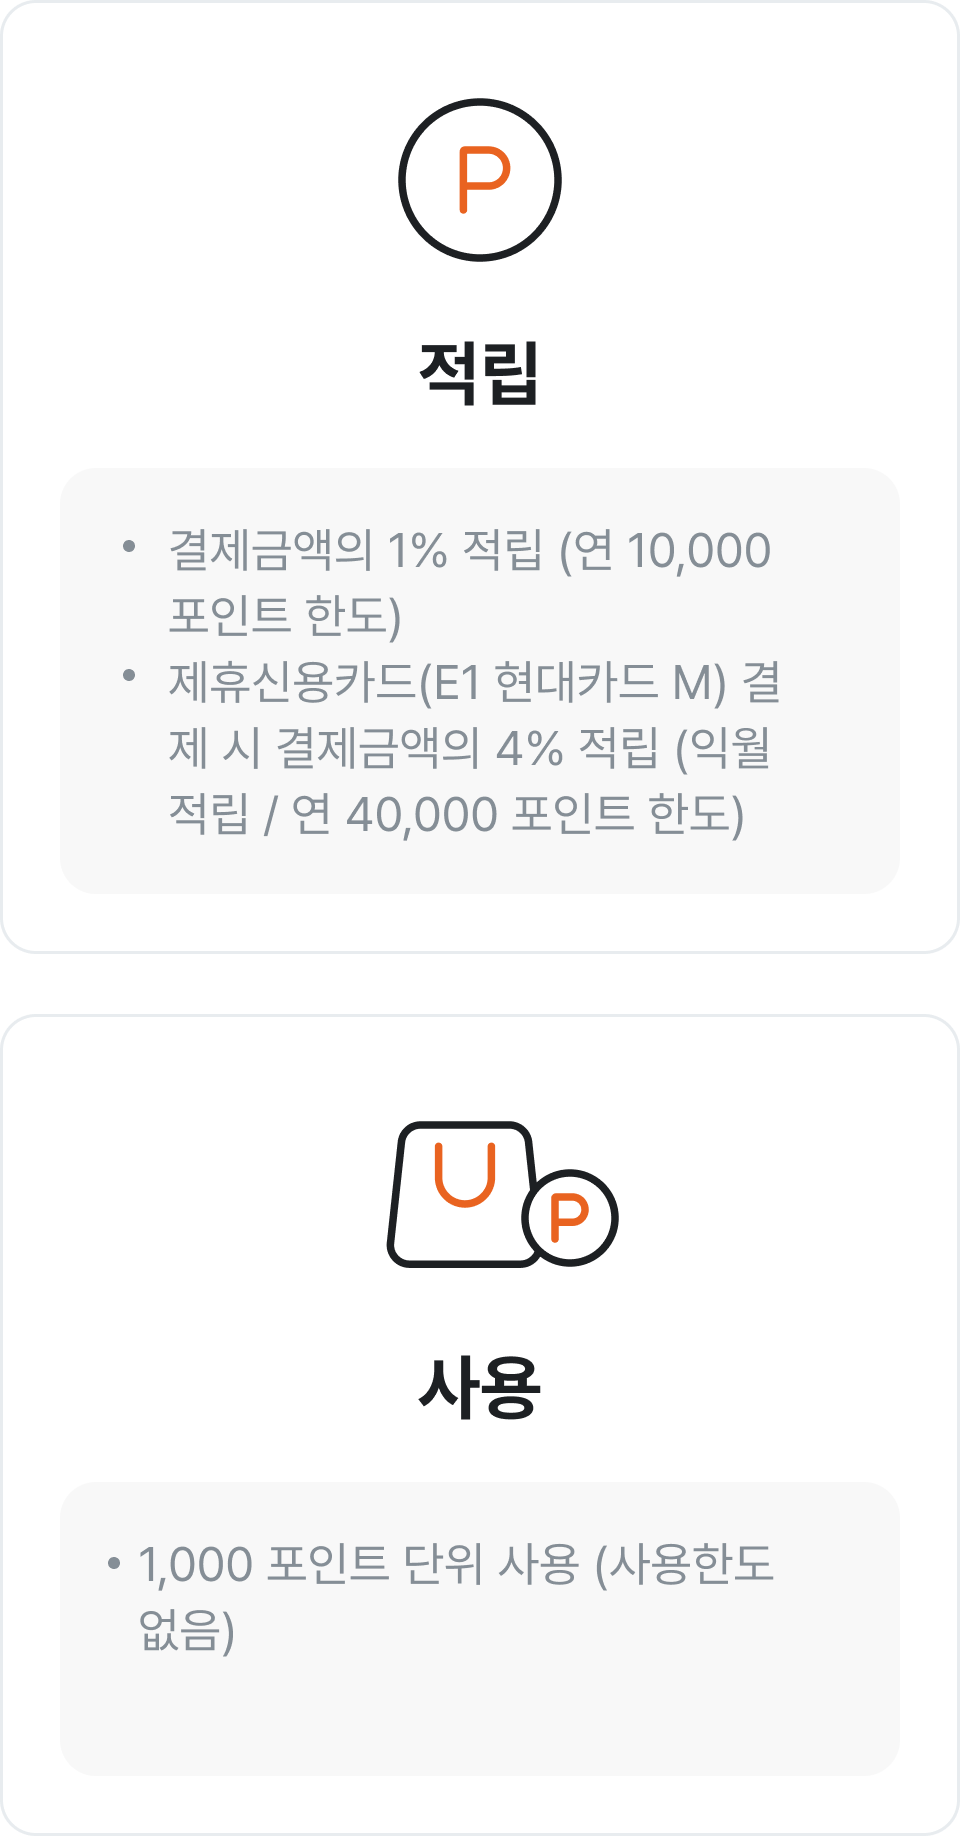 P
적립
• 결제금액의 1% 적립 (연 10,000
포인트 한도)
• 제휴신용카드(E1 현대카드 M) 결
제 시 결제금액의 4% 적립 (익월
적립 / 연 40,000 포인트 한도)
P
사용
• 1,000 포인트 단위 사용 (사용한도
없음)